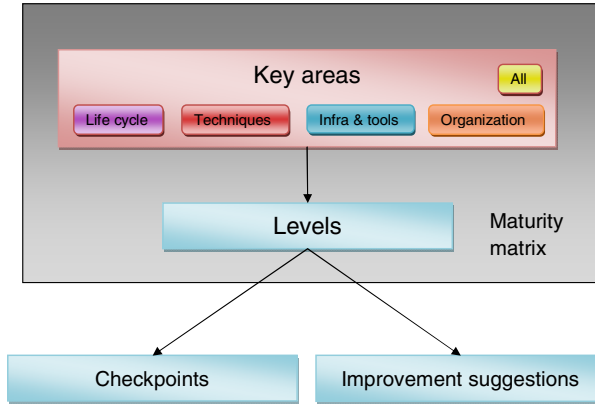 Key areas
All
Life cycle
Techniques
Infra & tools
Organization
Levels
Maturity
matrix
Checkpoints
Improvement suggestions